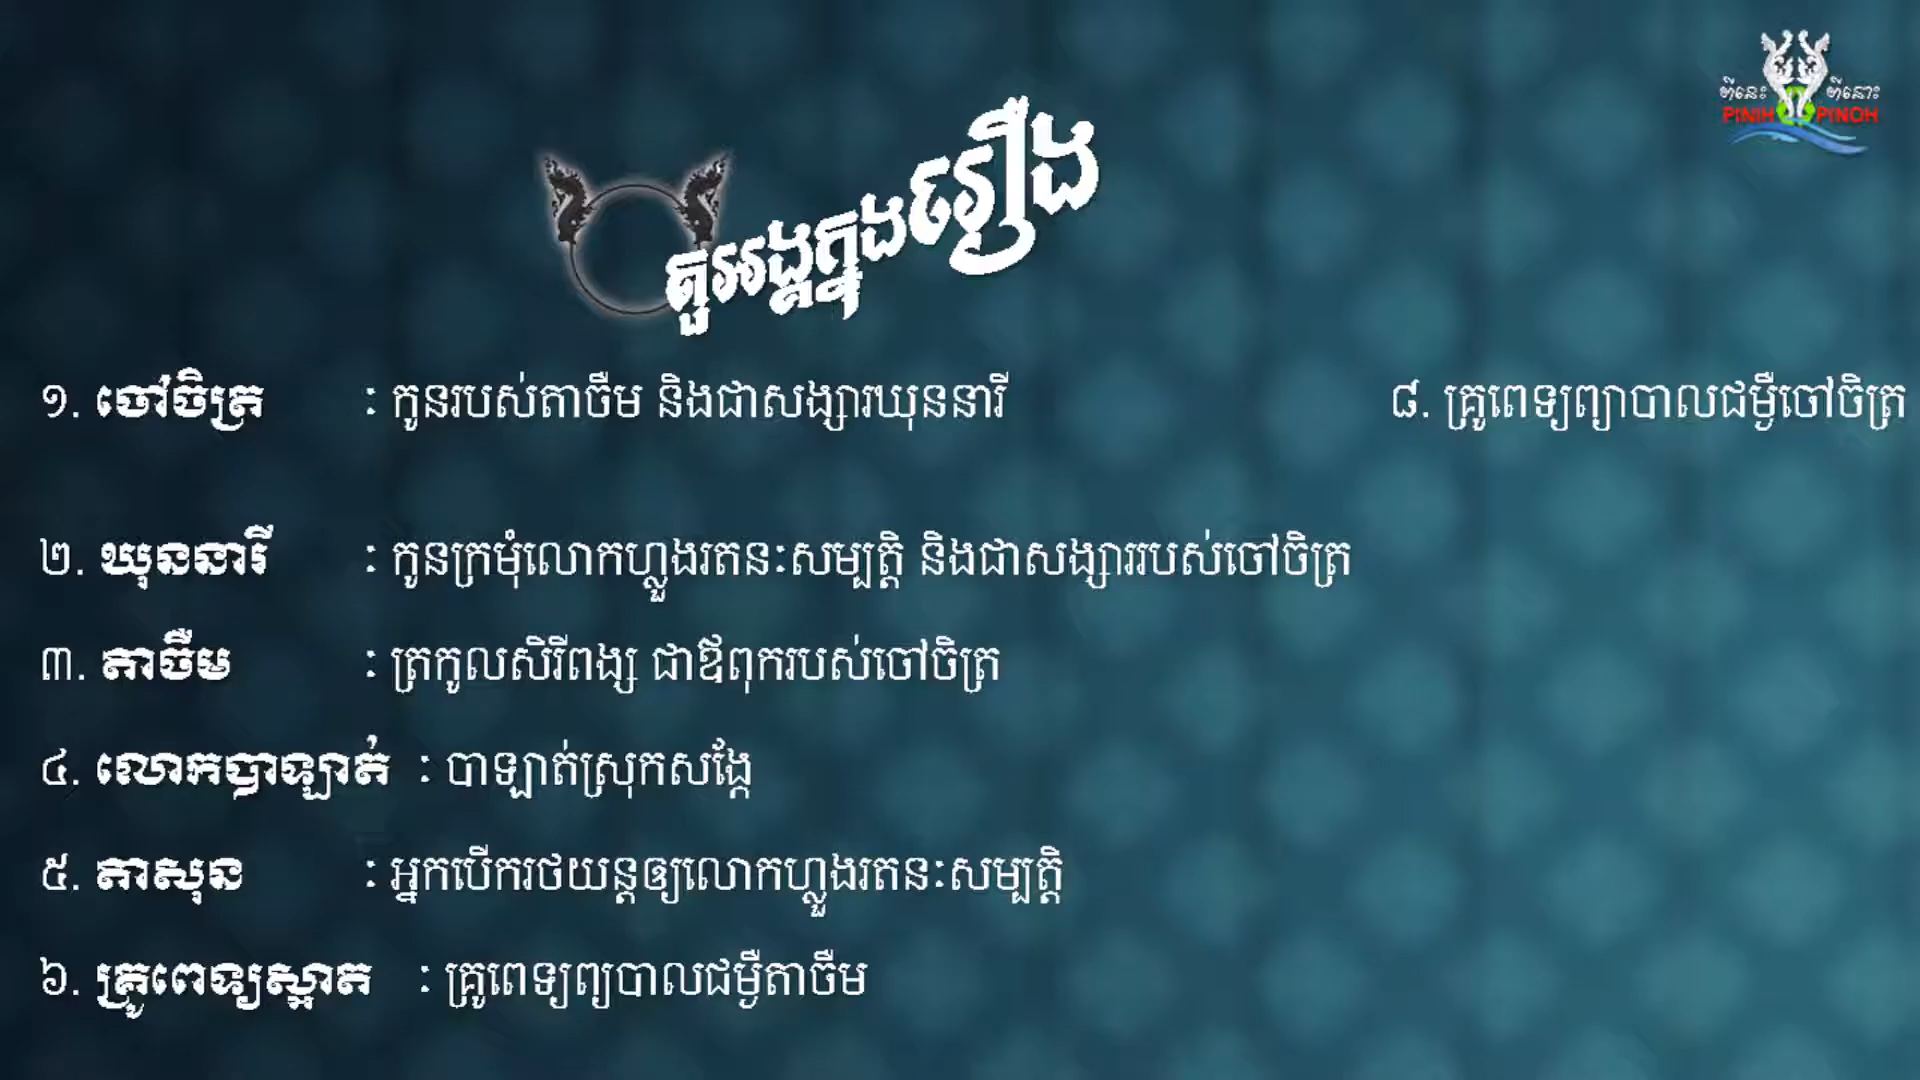 ពីនេះ ពីនោះ
PINIH PINOH
តួអង្គក្នុងរឿង
១. ចៅចិត្រ : កូនរបស់តាចឹម និងជាសង្សារឃុននារី
៨. គ្រូពេទ្យព្យាបាលជម្ងឺចៅចិត្រ
២. ឃុននារី : កូនក្រមុំលោកហ្លួងរតនៈសម្បត្តិ និងជាសង្សាររបស់ចៅចិត្រ
៣. តាចឹម : ត្រកូលសិរីពង្ស ជាឪពុករបស់ចៅចិត្រ
៤. លោកបាឡាត់ : បាឡាត់ស្រុកសង្កែ
៥. តាសុន : អ្នកបើករថយន្តឲ្យលោកហ្លួងរតនៈសម្បត្តិ
៦. គ្រូពេទ្យស្អាត : គ្រូពេទ្យព្យបាលជម្ងឺតាចឹម